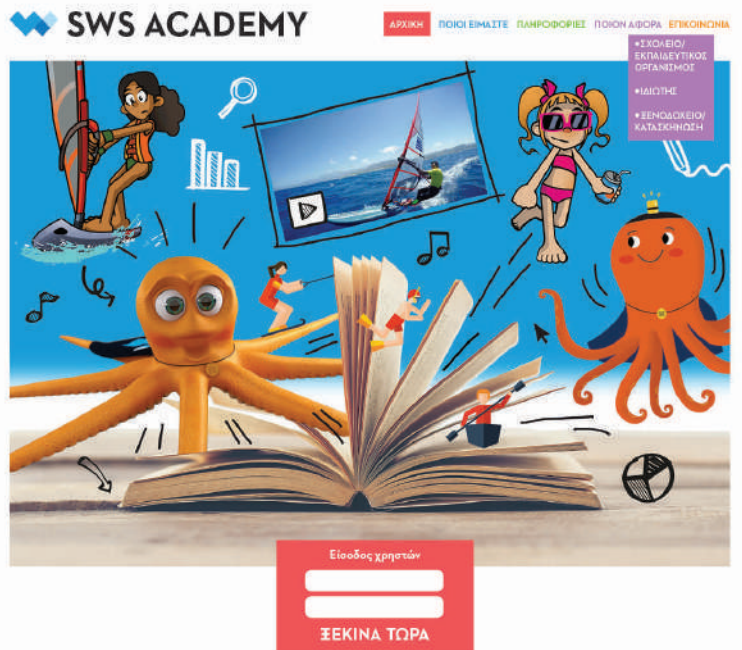 SWS ACADEMY
ΑΡΧΙΚΗ ΠΟΙΟΙ ΕΙΜΑΣΤΕ ΠΛΗΡΟΦΟΡΙΕΣ ΠΟΙΟΝ ΑΦΟΡΑ ΕΠΙΚΟΙΝΩΝΙΑ
•ΣΧΟΛΕΙΟ/
ΕΚΠΑΙΔΕΥΤΙΚΟΣ
ΟΡΓΑΝΙΣΜΟΣ
•ΙΔΙΩΤΗΣ
•ΞΕΝΟΔΟΧΕΙΟ/
ΚΑΤΑΣΚΗΝΩΣΗ
Είσοδος χρηστών
ΞΕΚΙΝΑ ΤΩΡΑ